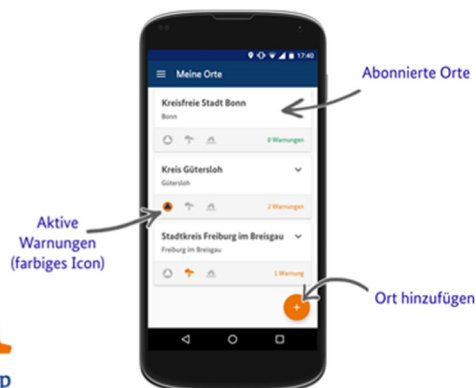 17:40
Meine Orte
Abonnierte Orte
Kreisfreie Stadt Bonn
Bonn
0 Warnungen
Kreis Gütersloh
Gütersloh
2 Warnungen
Aktive
Warnungen
(farbiges Icon)
Stadtkreis Freiburg im Breisgau
Freiburg im Breisgau
1 Warnung
+
Ort hinzufügen